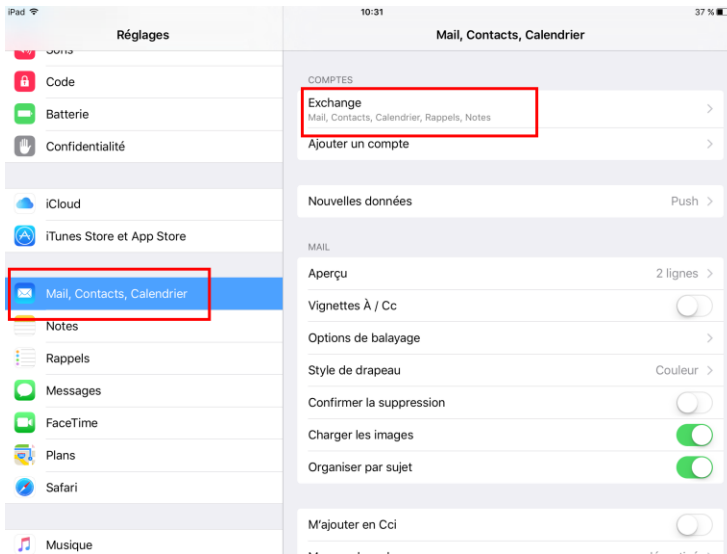 iPad 10:31 37 %
Réglages
Mail, Contacts, Calendrier
Sons
Code
Batterie
Confidentialité
iCloud
iTunes Store et App Store
Mail, Contacts, Calendrier
Notes
Rappels
Messages
FaceTime
Plans
Safari
Musique
COMPTES
Exchange
Mail, Contacts, Calendrier, Rappels, Notes
Ajouter un compte
Nouvelles données Push
MAIL
Aperçu 2 lignes
Vignettes À / Cc
Options de balayage
Style de drapeau Couleur
Confirmer la suppression
Charger les images
Organiser par sujet
M'ajouter en Cci